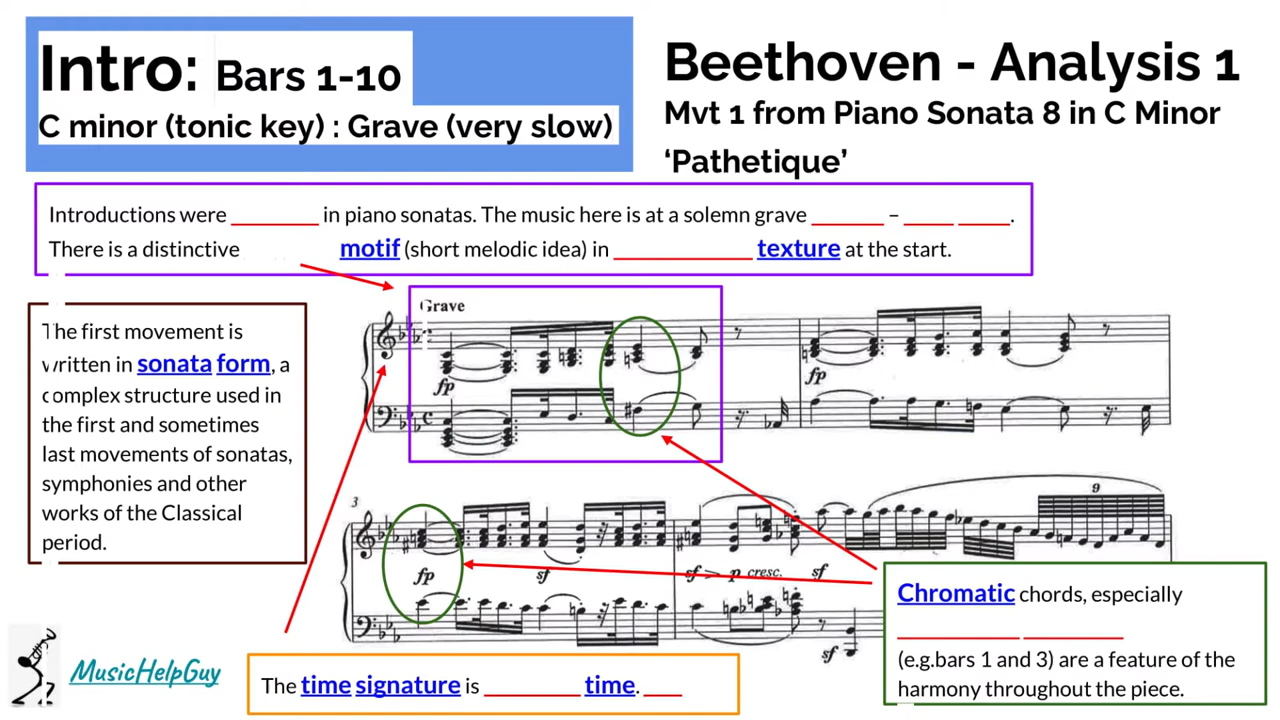 Intro: Bars 1-10
C minor (tonic key) : Grave (very slow)
Beethoven - Analysis 1
Mvt 1 from Piano Sonata 8 in C Minor
‘Pathetique’
Introductions were ________ in piano sonatas. The music here is at a solemn grave ______ – ____ ____.
There is a distinctive motif (short melodic idea) in ____________ texture at the start.
The first movement is
written in sonata form, a
complex structure used in
the first and sometimes
last movements of sonatas,
symphonies and other
works of the Classical
period.
Grave
fp
fp
3
9
fp
sf
sf
p
cresc.
sf
sf
Chromatic chords, especially
___________ _________
(e.g.bars 1 and 3) are a feature of the
harmony throughout the piece.
The time signature is _________ time. ___
MusicHelpGuy